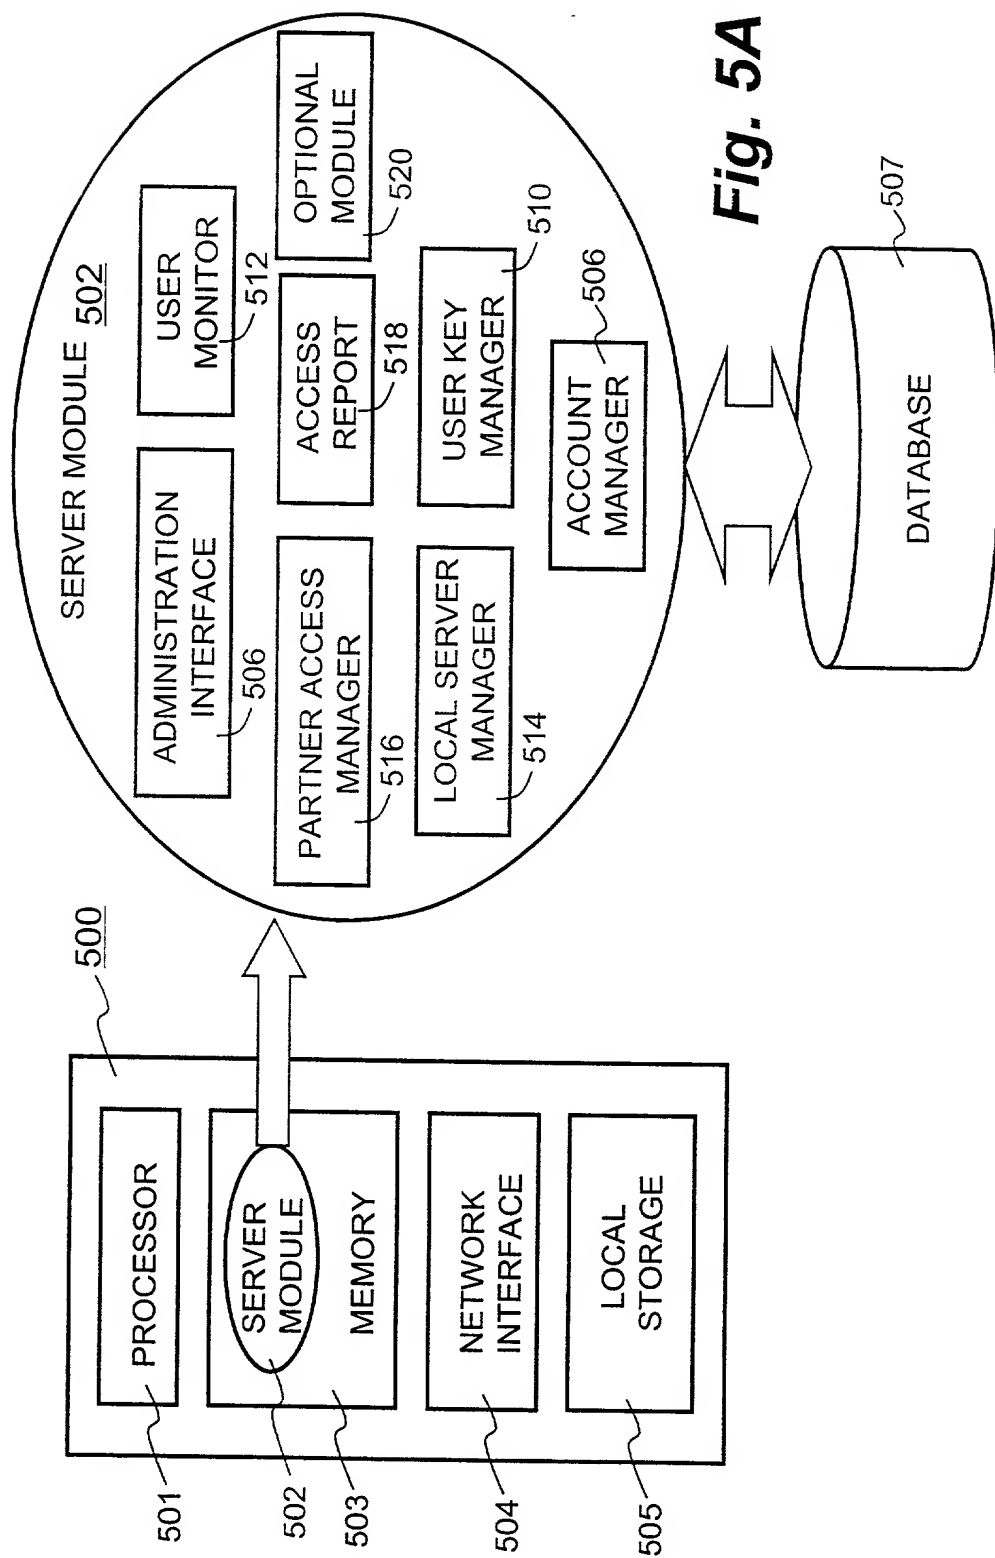 500
PROCESSOR
501
SERVER
MODULE
502
MEMORY
503
NETWORK
INTERFACE
504
LOCAL
STORAGE
505
SERVER MODULE 502
ADMINISTRATION
INTERFACE
506
USER
MONITOR
512
PARTNER ACCESS
MANAGER
516
ACCESS
REPORT
518
OPTIONAL
MODULE
520
LOCAL SERVER
MANAGER
514
USER KEY
MANAGER
510
ACCOUNT
MANAGER
506
DATABASE
507
Fig. 5A